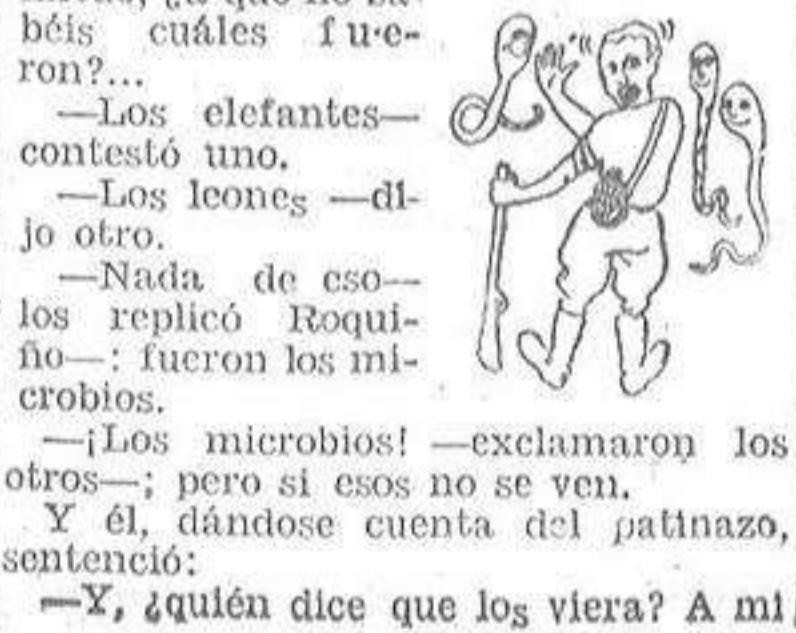 béis cuáles fue-
ron?...
—Los elefantes—
contestó uno.
—Los leones —di-
jo otro.
—Nada de eso—
los replicó Roqui-
ño—: fueron los mi-
crobios.
—¡Los microbios! —exclamaron los
otros—; pero si esos no se ven.
Y él, dándose cuenta del patinazo,
sentenció:
—Y, ¿quién dice que los viera? A mi